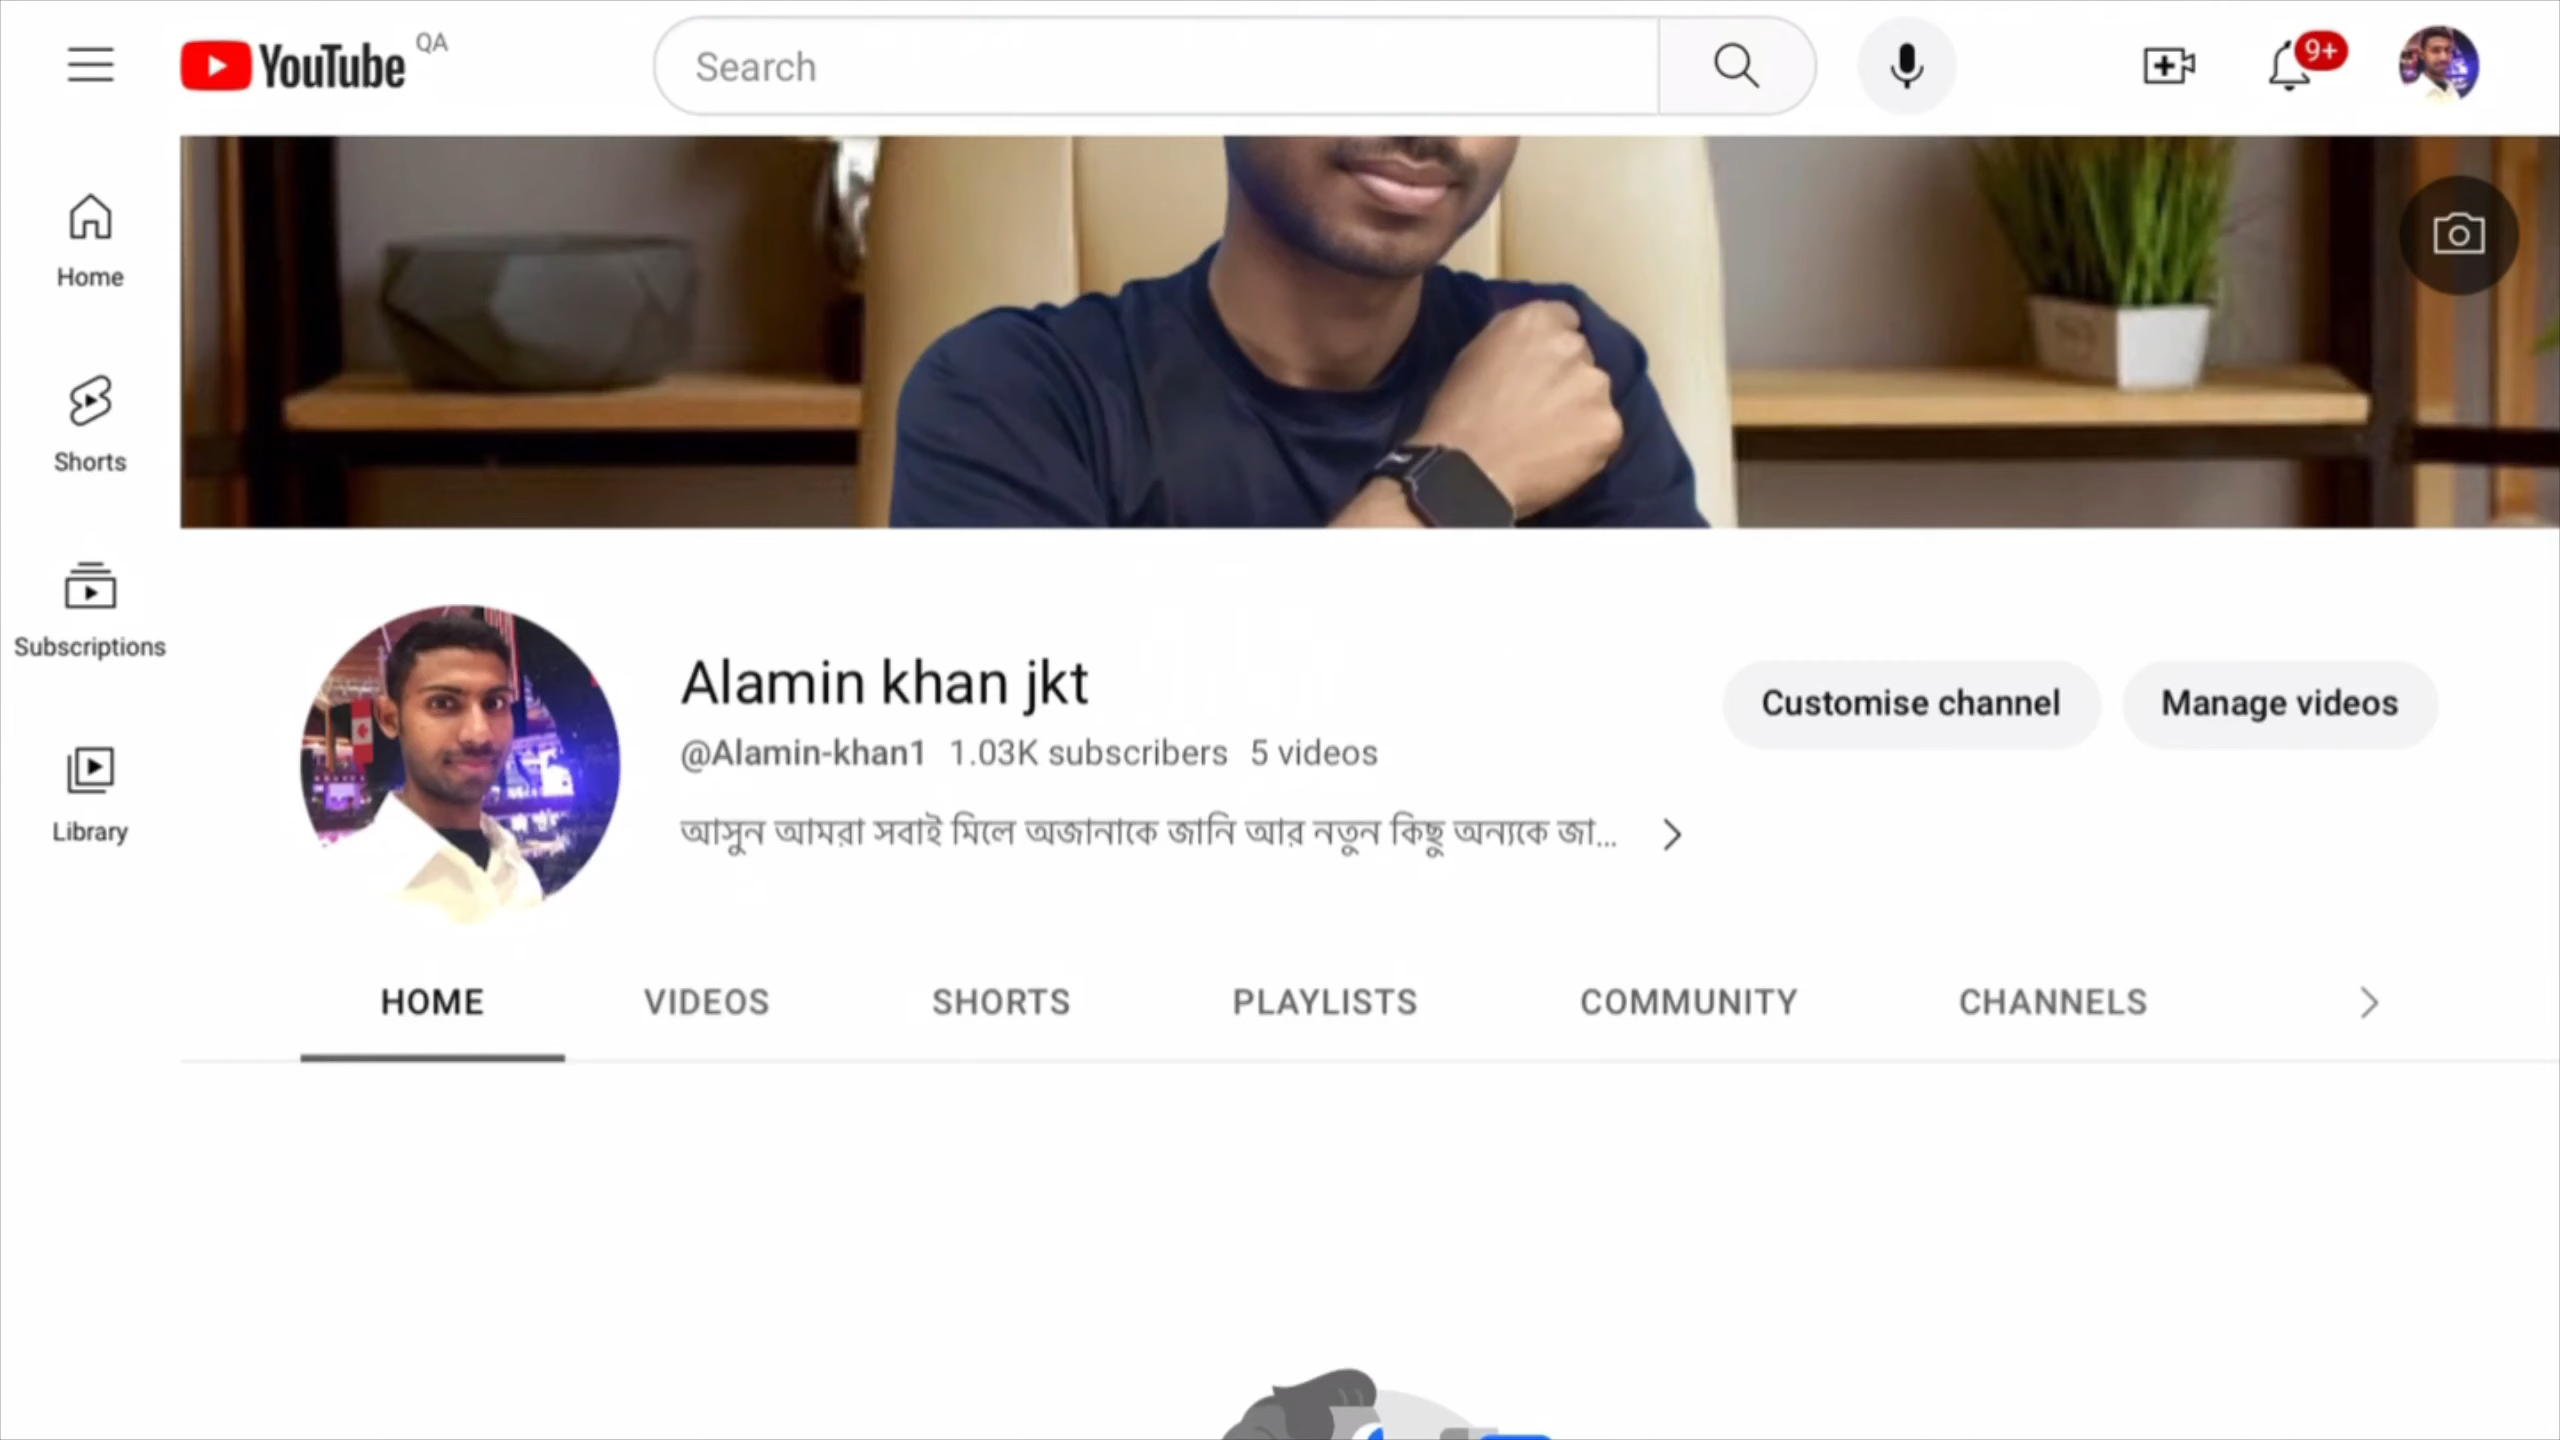 YouTube QA
Search
9+
Home
Shorts
Subscriptions
Library
Alamin khan jkt
@Alamin-khan1 1.03K subscribers 5 videos
আসুন আমরা সবাই মিলে অজানাকে জানি আর নতুন কিছু অন্যকে জা...
Customise channel
Manage videos
HOME VIDEOS SHORTS PLAYLISTS COMMUNITY CHANNELS